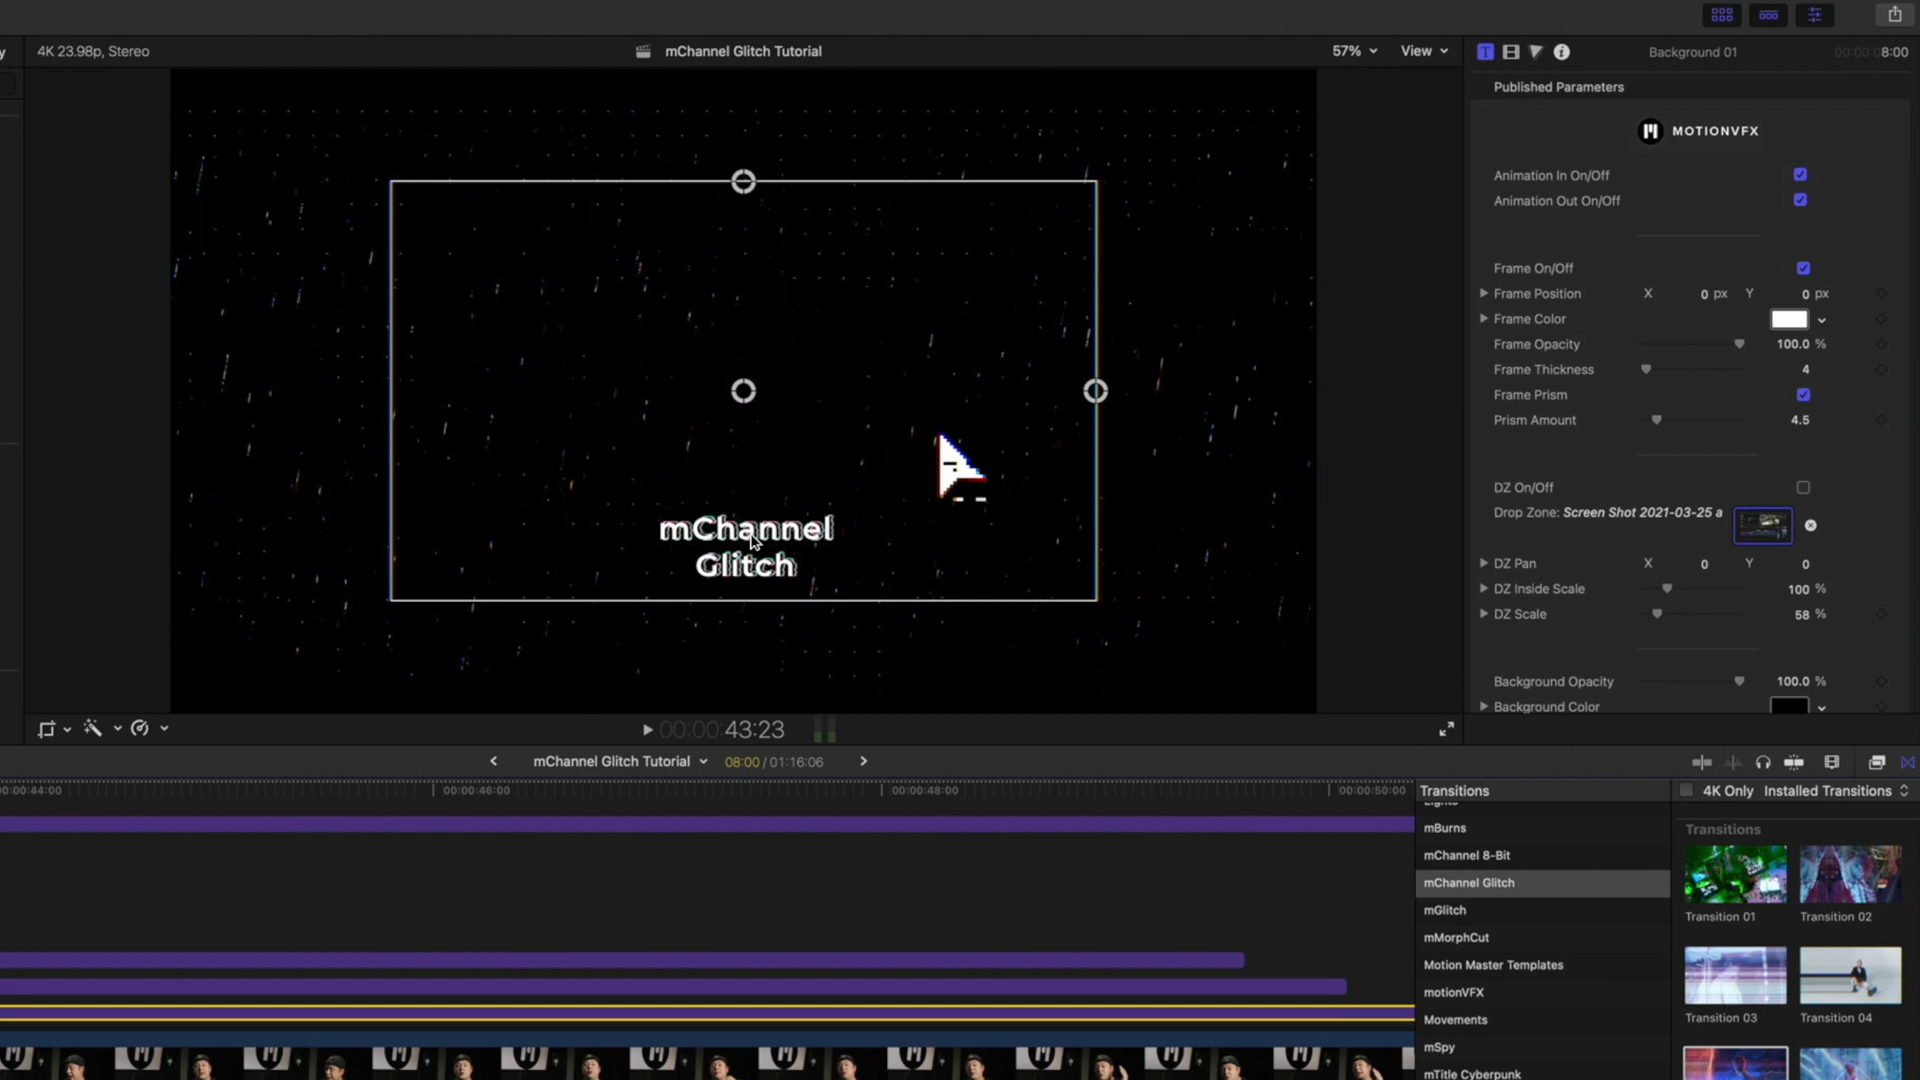 4K 23.98p, Stereo
mChannel Glitch Tutorial
57%
View
Background 01
00:00:08:00
Published Parameters
MOTIONVFX
Animation In On/Off
Animation Out On/Off
Frame On/Off
Frame Position X 0 px Y 0 px
Frame Color
Frame Opacity 100.0 %
Frame Thickness 4
Frame Prism
Prism Amount 4.5
DZ On/Off
Drop Zone: Screen Shot 2021-03-25 a
DZ Pan X 0 Y 0
DZ Inside Scale 100 %
DZ Scale 58 %
Background Opacity 100.0 %
Background Color
mChannel
Glitch
00:00:43:23
mChannel Glitch Tutorial
08:00 / 01:16:06
00:00:44:00
00:00:46:00
00:00:48:00
00:00:50:00
Transitions
Lights
mBurns
mChannel 8-Bit
mChannel Glitch
mGlitch
mMorphCut
Motion Master Templates
motionVFX
Movements
mSpy
mTitle Cyberpunk
4K Only
Installed Transitions
Transitions
Transition 01
Transition 02
Transition 03
Transition 04